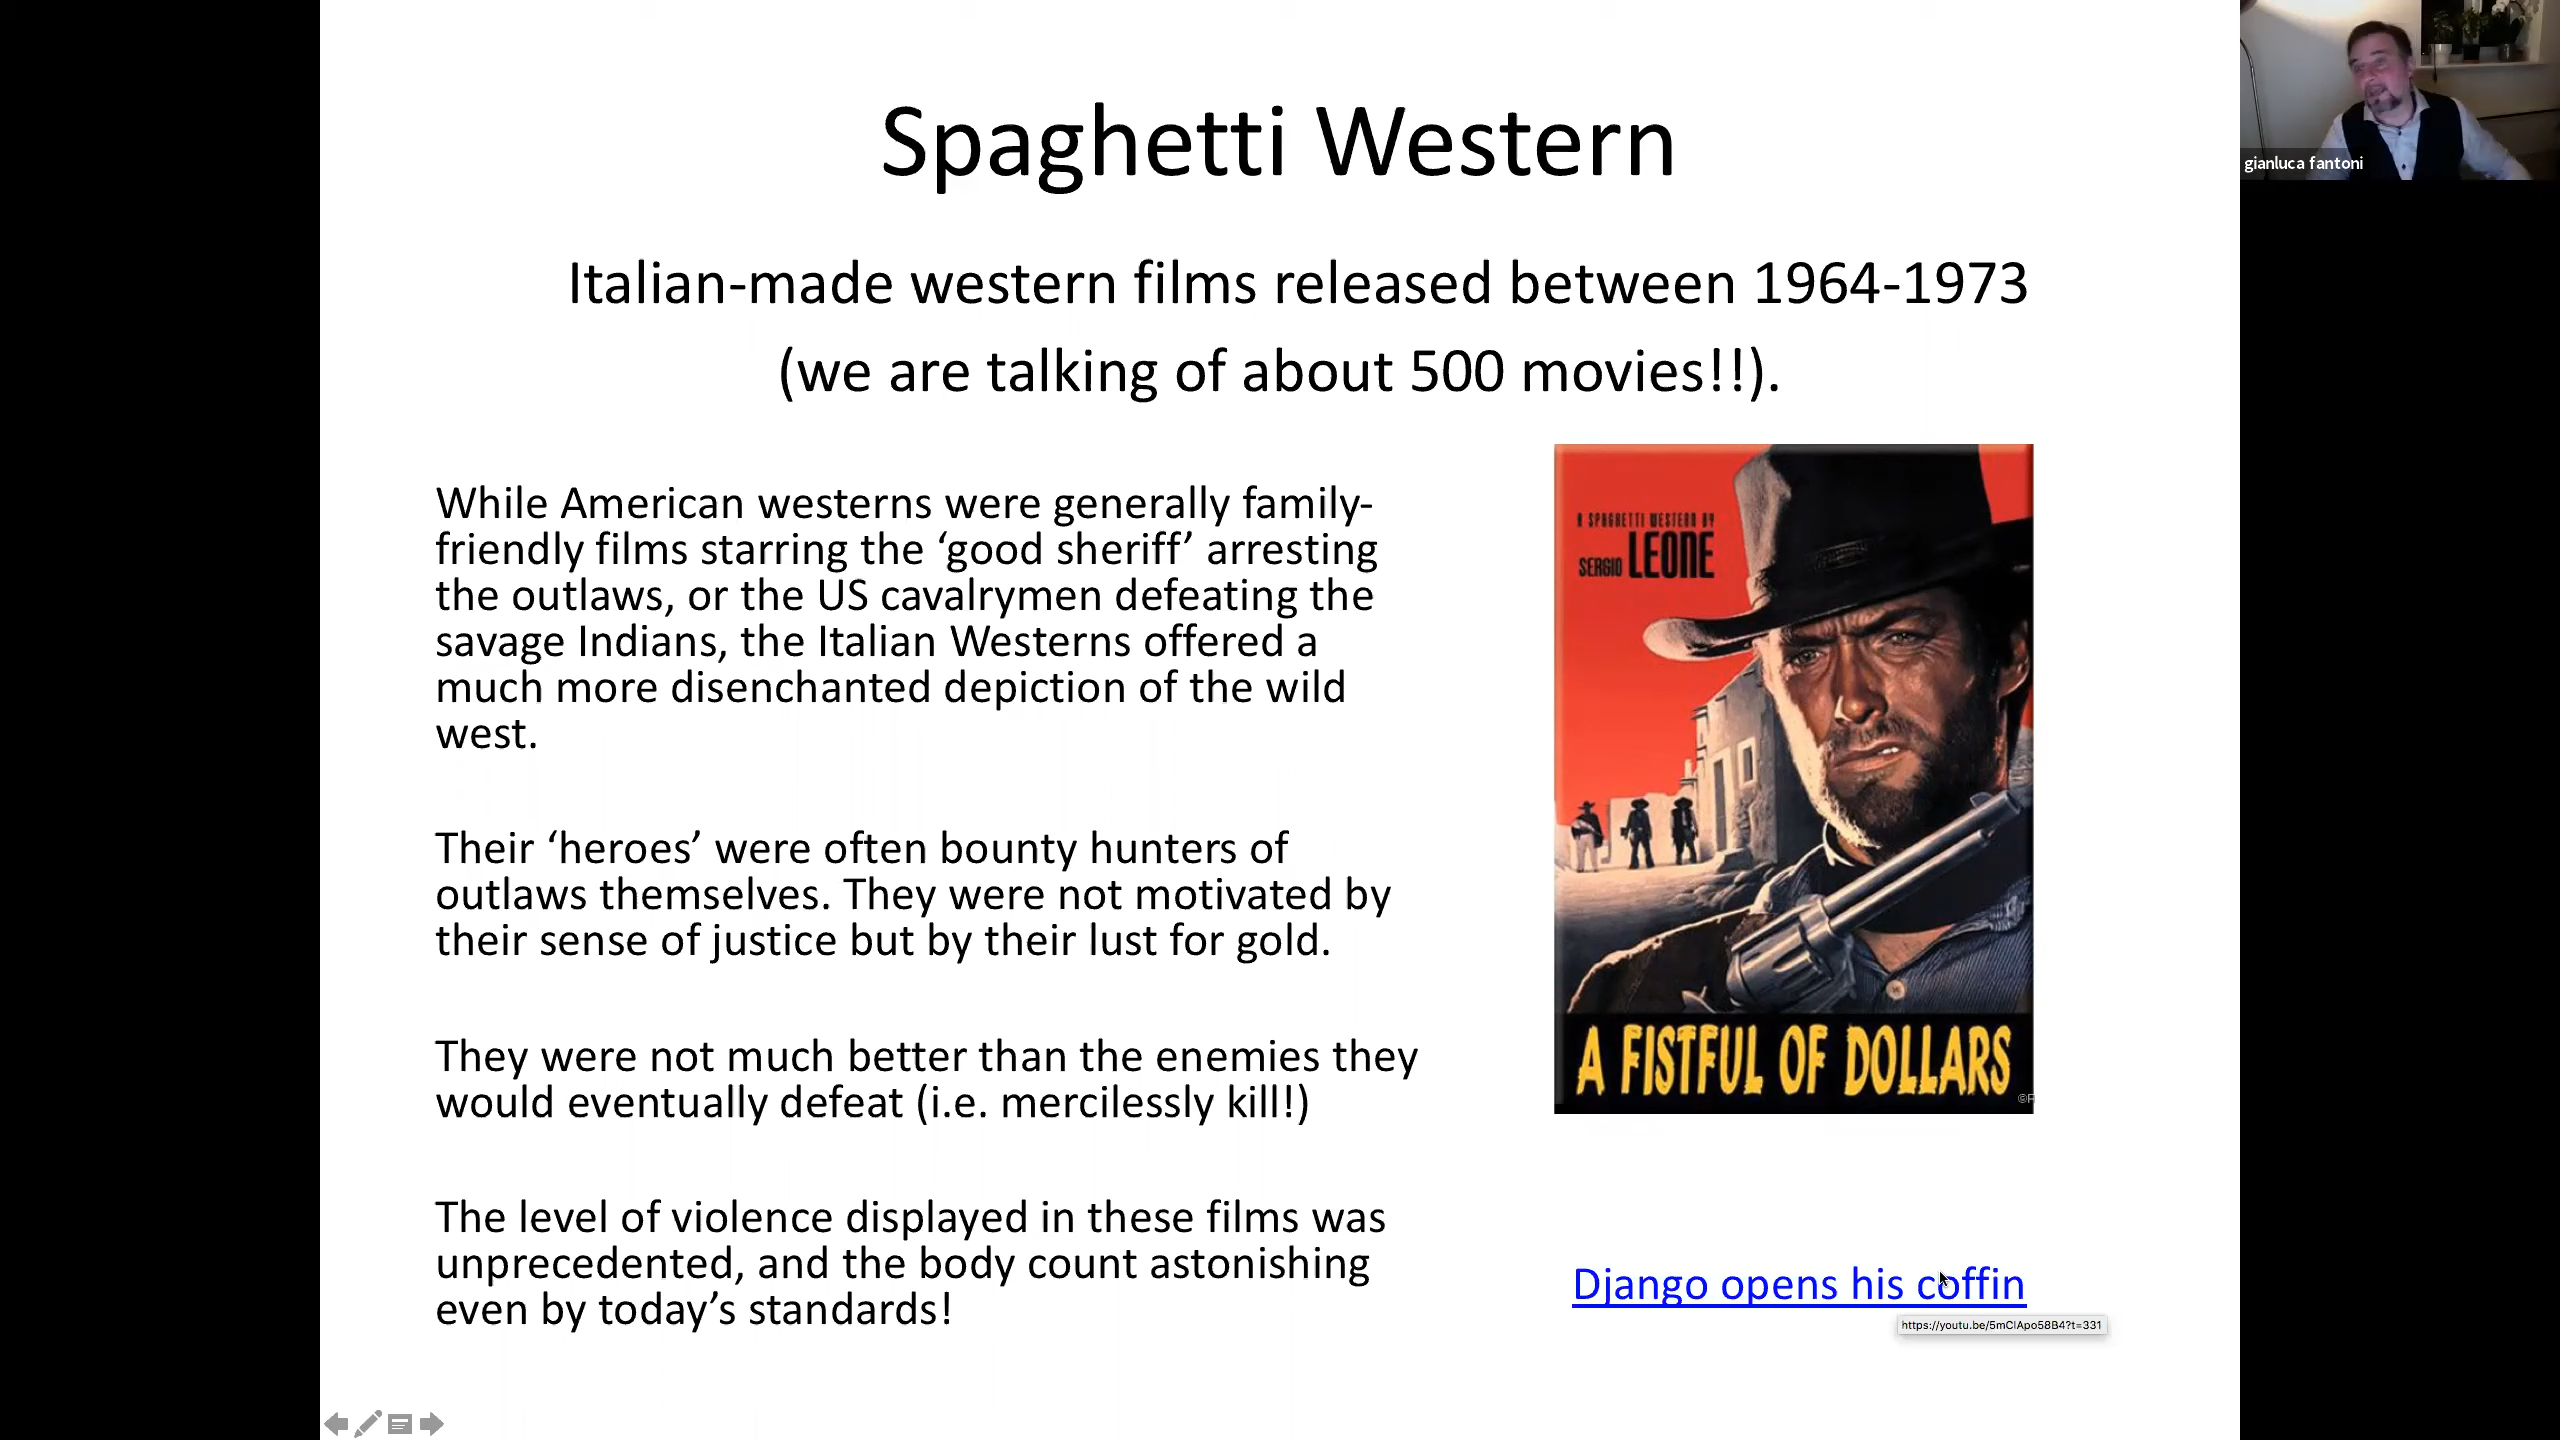 Spaghetti Western
gianluca fantoni
Italian-made western films released between 1964-1973
(we are talking of about 500 movies!!).
While American westerns were generally family-
friendly films starring the ‘good sheriff’ arresting
the outlaws, or the US cavalrymen defeating the
savage Indians, the Italian Westerns offered a
much more disenchanted depiction of the wild
west.
Their ‘heroes’ were often bounty hunters of
outlaws themselves. They were not motivated by
their sense of justice but by their lust for gold.
They were not much better than the enemies they
would eventually defeat (i.e. mercilessly kill!)
The level of violence displayed in these films was
unprecedented, and the body count astonishing
even by today’s standards!
A SPAGHETTI WESTERN BY
SERGIO LEONE
A FISTFUL OF DOLLARS
Django opens his coffin